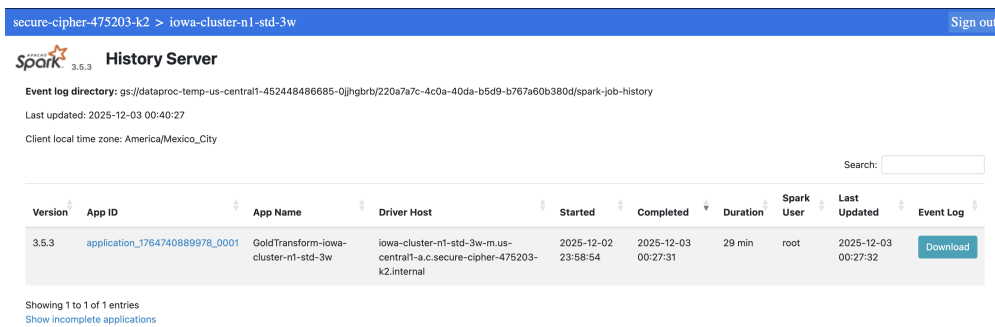 secure-cipher-475203-k2 > iowa-cluster-n1-std-3w
Sign out
APACHE
Spark 3.5.3 History Server
Event log directory: gs://dataproc-temp-us-central1-452448486685-0jjhgbrb/220a7a7c-4c0a-40da-b5d9-b767a60b380d/spark-job-history
Last updated: 2025-12-03 00:40:27
Client local time zone: America/Mexico_City
Search:
Version App ID App Name Driver Host Started Completed Duration Spark User Last Updated Event Log
3.5.3 application_1764740889978_0001 GoldTransform-iowa-cluster-n1-std-3w iowa-cluster-n1-std-3w-m.us-central1-a.c.secure-cipher-475203-k2.internal 2025-12-02 23:58:54 2025-12-03 00:27:31 29 min root 2025-12-03 00:27:32 Download
Showing 1 to 1 of 1 entries
Show incomplete applications